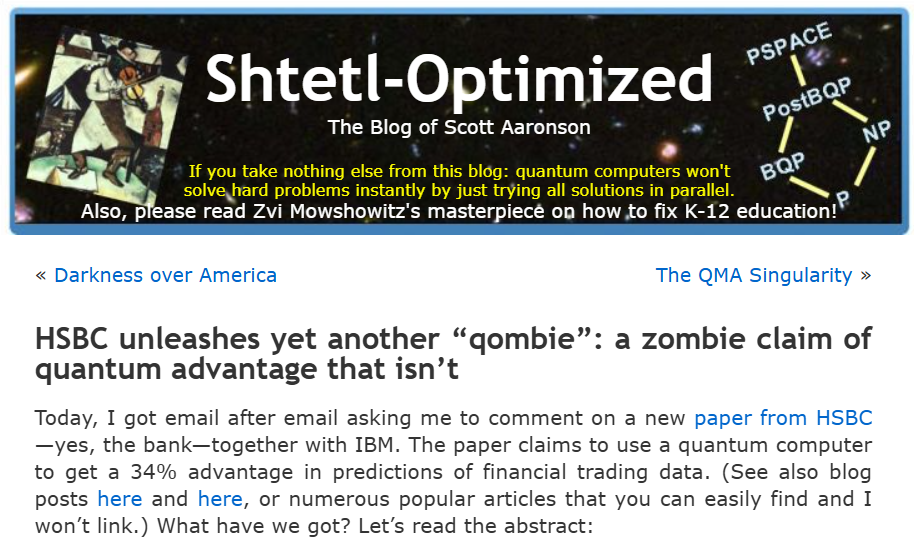 Shtetl-Optimized
The Blog of Scott Aaronson
If you take nothing else from this blog: quantum computers won't
solve hard problems instantly by just trying all solutions in parallel.
Also, please read Zvi Mowshowitz's masterpiece on how to fix K-12 education!
PSPACE
PostBQP
NP
BQP
P
« Darkness over America
The QMA Singularity »
HSBC unleashes yet another “qombie”: a zombie claim of
quantum advantage that isn’t
Today, I got email after email asking me to comment on a new paper from HSBC
—yes, the bank—together with IBM. The paper claims to use a quantum computer
to get a 34% advantage in predictions of financial trading data. (See also blog
posts here and here, or numerous popular articles that you can easily find and I
won’t link.) What have we got? Let’s read the abstract: